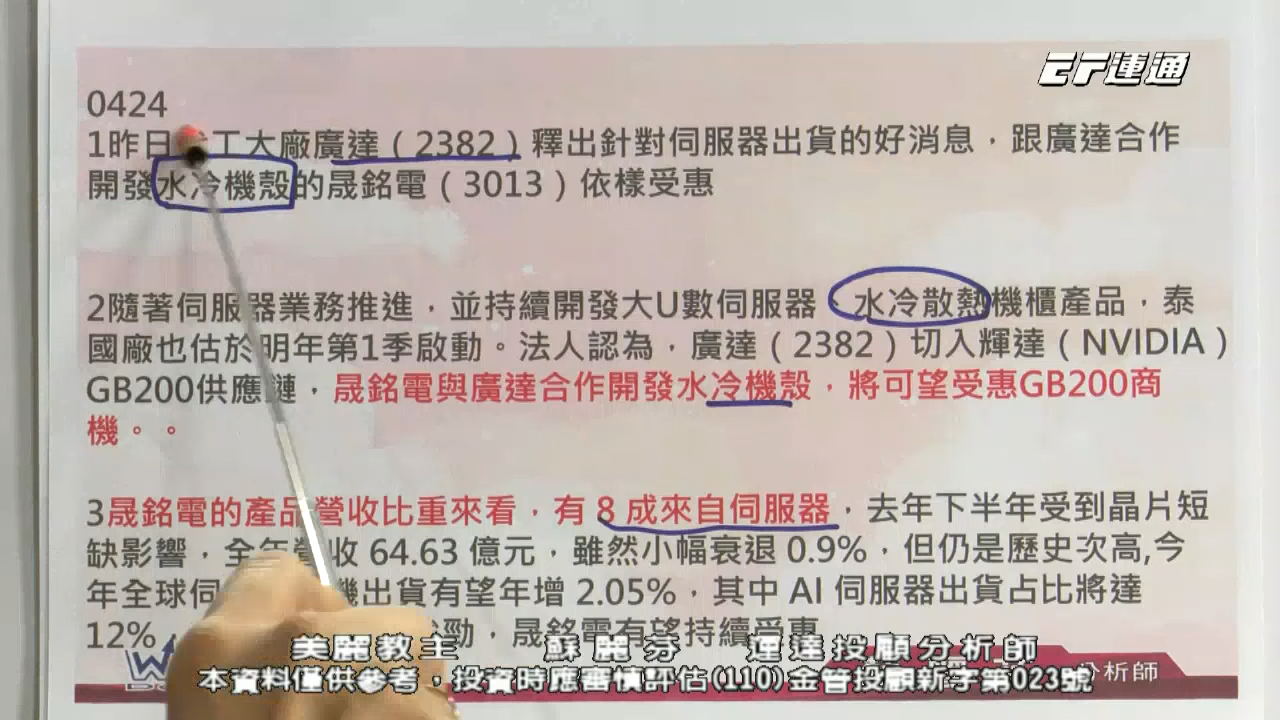 EF運通
0424
1昨日 工大廠廣達（2382）釋出針對伺服器出貨的好消息，跟廣達合作
開發水冷機殼的晟銘電（3013）依樣受惠
2隨著伺服器業務推進，並持續開發大U數伺服器、水冷散熱機櫃產品，泰
國廠也估於明年第1季啟動。法人認為，廣達（2382）切入輝達（NVIDIA）
GB200供應鏈，晟銘電與廣達合作開發水冷機殼，將可望受惠GB200商
機。。
3晟銘電的產品營收比重來看，有 8 成來自伺服器，去年下半年受到晶片短
缺影響，全年營收 64.63 億元，雖然小幅衰退 0.9%，但仍是歷史次高,今
年全球伺 機出貨有望年增 2.05%，其中 AI 伺服器出貨占比將達
12% 勁，晟銘電有望持續受惠
美麗教主 蘇麗芬 運達投顧分析師
分析師
本資料僅供參考，投資時應審慎評估(110)金管投顧新字第023號